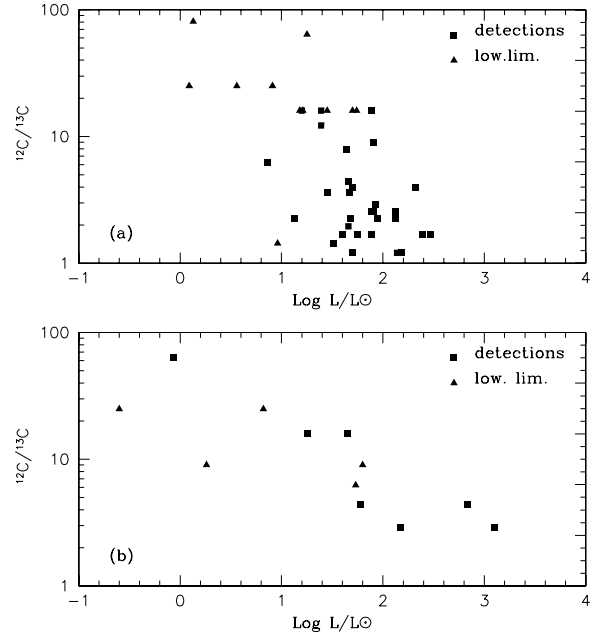 100
detections
low.lim.
10
¹²C/¹³C
(a)
1
−1 0 1 2 3 4
Log L/L⊙
100
detections
low. lim.
10
¹²C/¹³C
(b)
1
−1 0 1 2 3 4
Log L/L⊙